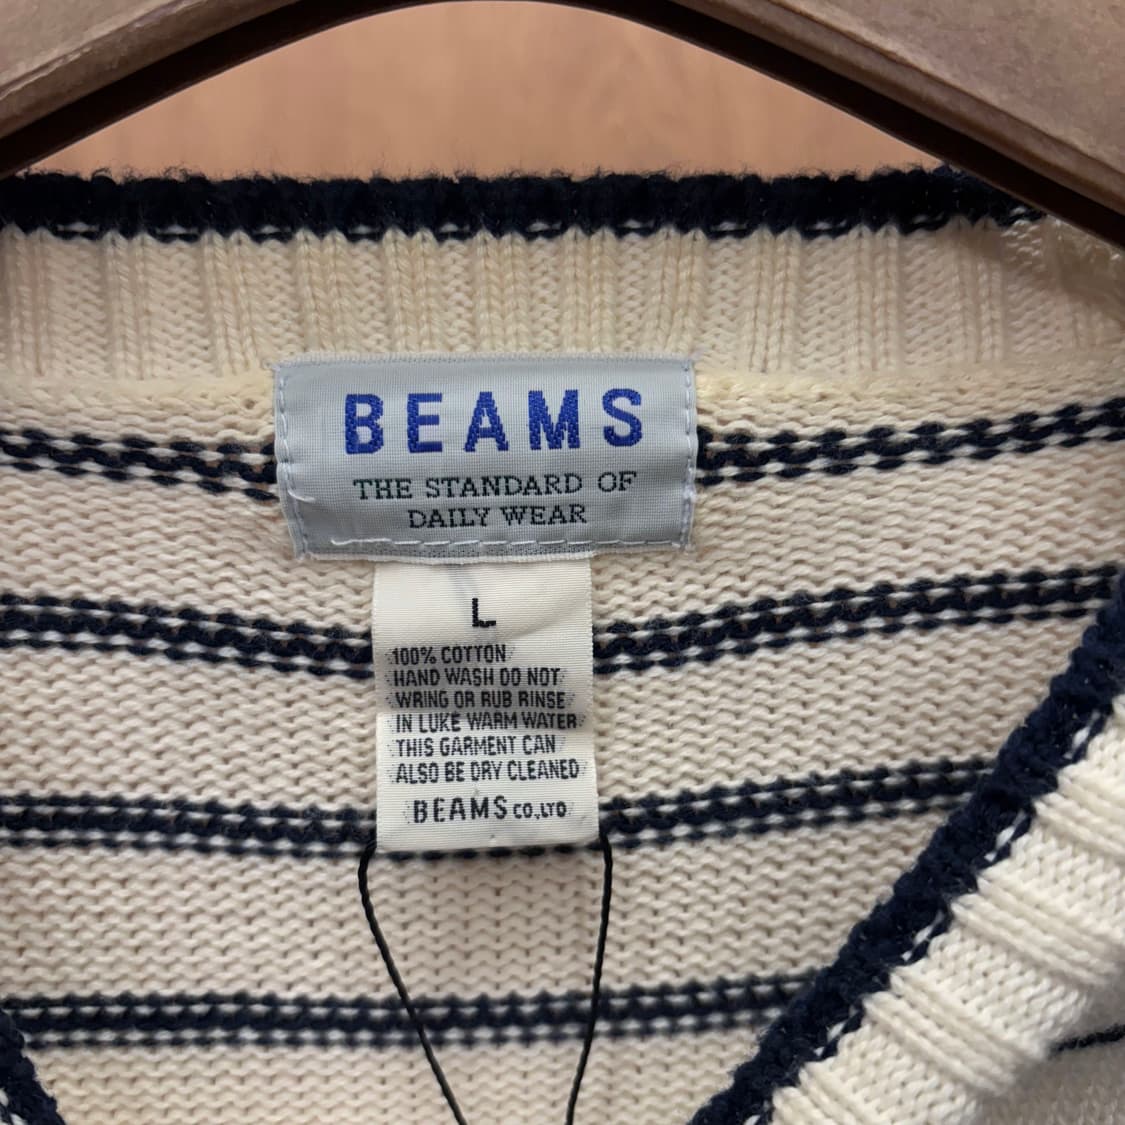 BEAMS
THE STANDARD OF
DAILY WEAR
L
100% COTTON
HAND WASH DO NOT
WRING OR RUB RINSE
IN LUKE WARM WATER
THIS GARMENT CAN
ALSO BE DRY CLEANED
BEAMS CO.,LTD